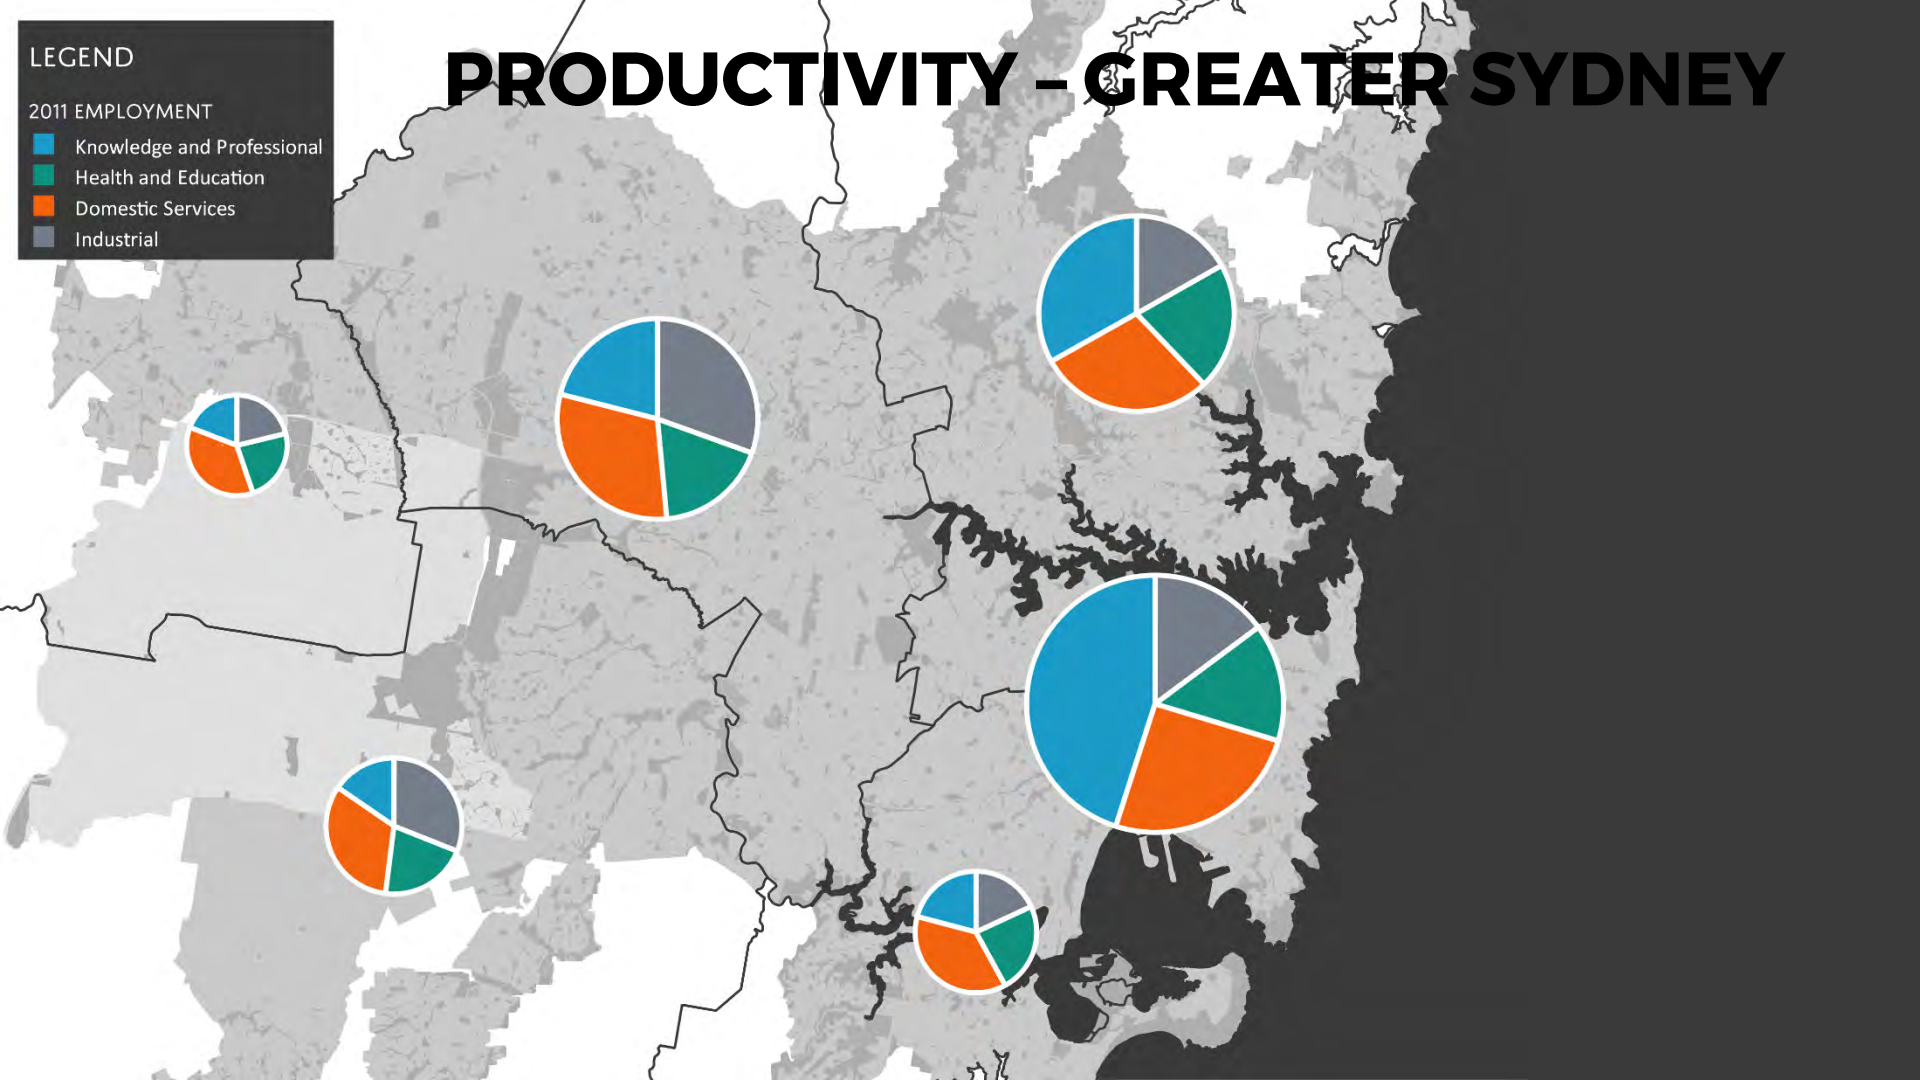 LEGEND
PRODUCTIVITY – GREATER SYDNEY
2011 EMPLOYMENT
Knowledge and Professional
Health and Education
Domestic Services
Industrial